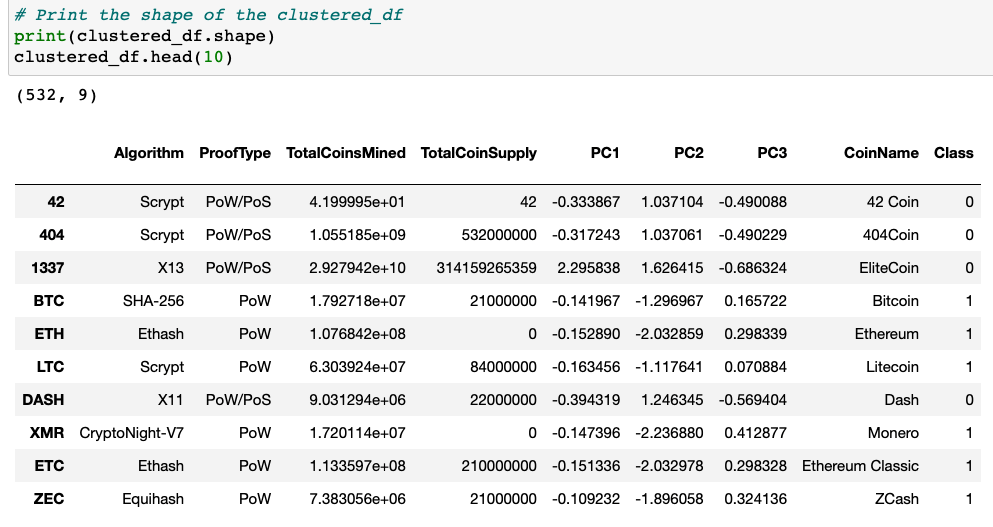 # Print the shape of the clustered_df
print(clustered_df.shape)
clustered_df.head(10)
(532, 9)
Algorithm ProofType TotalCoinsMined TotalCoinSupply PC1 PC2 PC3 CoinName Class
42 Scrypt PoW/PoS 4.199995e+01 42 -0.333867 1.037104 -0.490088 42 Coin 0
404 Scrypt PoW/PoS 1.055185e+09 532000000 -0.317243 1.037061 -0.490229 404Coin 0
1337 X13 PoW/PoS 2.927942e+10 314159265359 2.295838 1.626415 -0.686324 EliteCoin 0
BTC SHA-256 PoW 1.792718e+07 21000000 -0.141967 -1.296967 0.165722 Bitcoin 1
ETH Ethash PoW 1.076842e+08 0 -0.152890 -2.032859 0.298339 Ethereum 1
LTC Scrypt PoW 6.303924e+07 84000000 -0.163456 -1.117641 0.070884 Litecoin 1
DASH X11 PoW/PoS 9.031294e+06 22000000 -0.394319 1.246345 -0.569404 Dash 0
XMR CryptoNight-V7 PoW 1.720114e+07 0 -0.147396 -2.236880 0.412877 Monero 1
ETC Ethash PoW 1.133597e+08 210000000 -0.151336 -2.032978 0.298328 Ethereum Classic 1
ZEC Equihash PoW 7.383056e+06 21000000 -0.109232 -1.896058 0.324136 ZCash 1